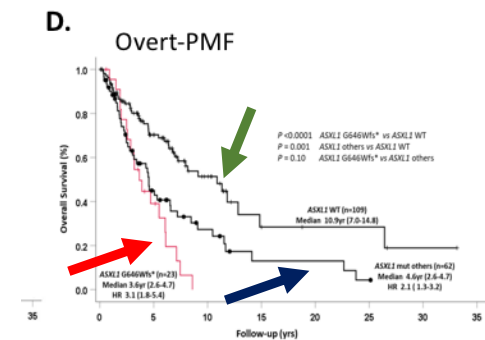 D.
Overt-PMF
1.0
0.8
0.6
0.4
0.2
0.0
Overall Survival (%)
P <0.0001 ASXL1 G646Wfs* vs ASXL1 WT
P = 0.001 ASXL1 others vs ASXL1 WT
P = 0.10 ASXL1 G646Wfs* vs ASXL1 others
ASXL1 WT (n=109)
Median 10.9yr (7.0-14.8)
ASXL1 G646Wfs* (n=23)
Median 3.6yr (2.6-4.7)
HR 3.1 (1.8-5.4)
ASXL1 mut others (n=62)
Median 4.6yr (2.6-4.7)
HR 2.1 ( 1.3-3.2)
35
0 5 10 15 20 25 30 35
Follow-up (yrs)